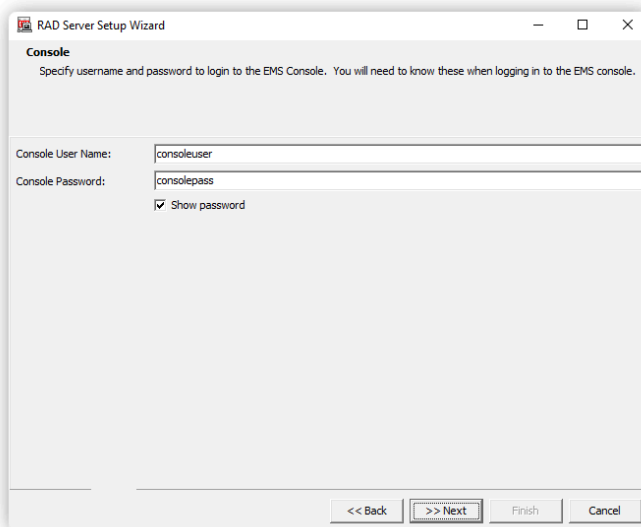 RAD Server Setup Wizard
Console
Specify username and password to login to the EMS Console. You will need to know these when logging in to the EMS console.
Console User Name: consoleuser
Console Password: consolepass
Show password
<< Back >> Next Finish Cancel